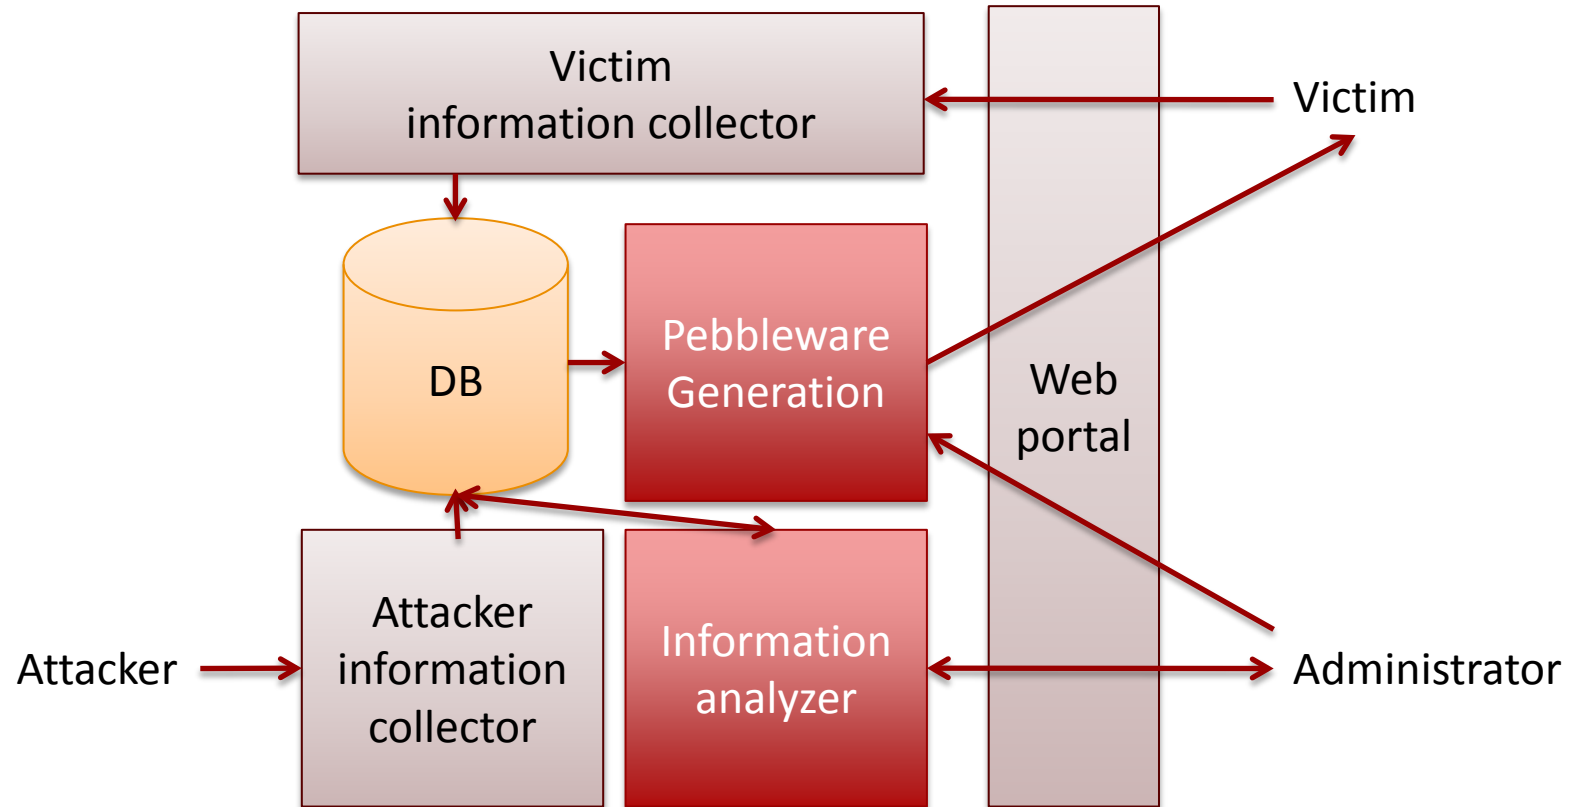 Victim
information collector
Victim
DB
Pebbleware
Generation
Web
portal
Attacker
Attacker
information
collector
Information
analyzer
Administrator